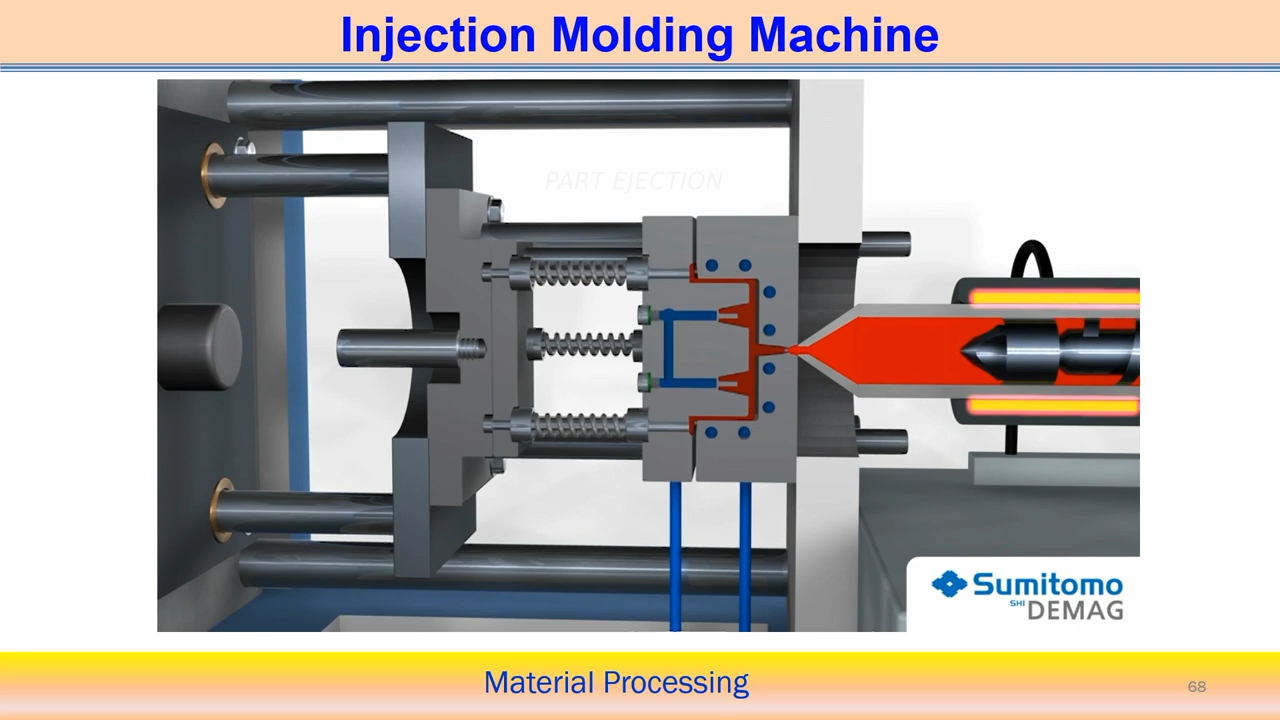 Injection Molding Machine
PART EJECTION
Sumitomo
SHI DEMAG
Material Processing
68